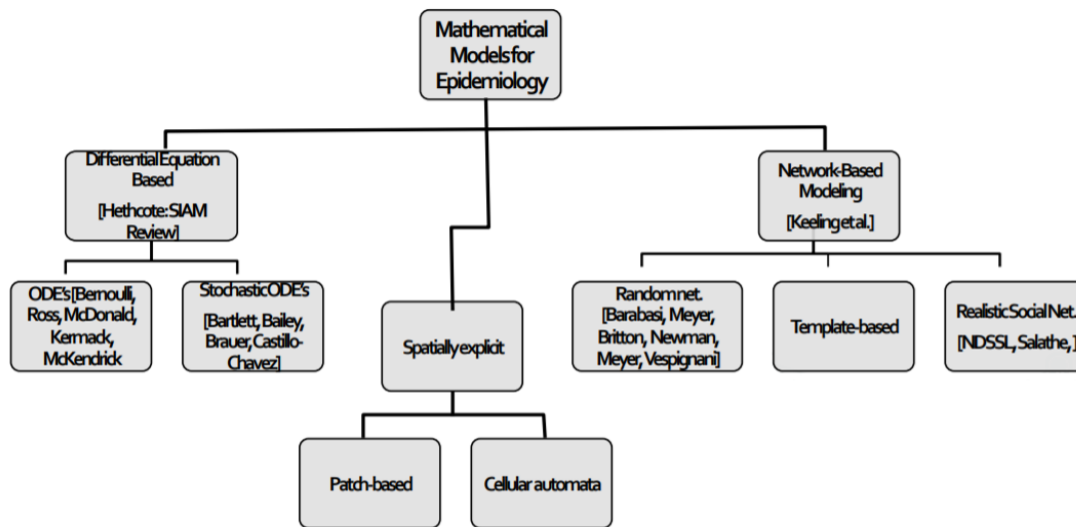 Mathematical
Models for
Epidemiology
Differential Equation
Based
[Hethcote: SIAM
Review]
Network-Based
Modeling
[Keeling et al.]
ODE's [Bernoulli,
Ross, McDonald,
Kermack,
McKendrick
Stochastic ODE's
[Bartlett, Bailey,
Brauer, Castillo-
Chavez]
Spatially explicit
Random net.
[Barabasi, Meyer,
Britton, Newman,
Meyer, Vespignani]
Template-based
Realistic Social Net.
[NDSSL, Salathe, ]
Patch-based
Cellular automata